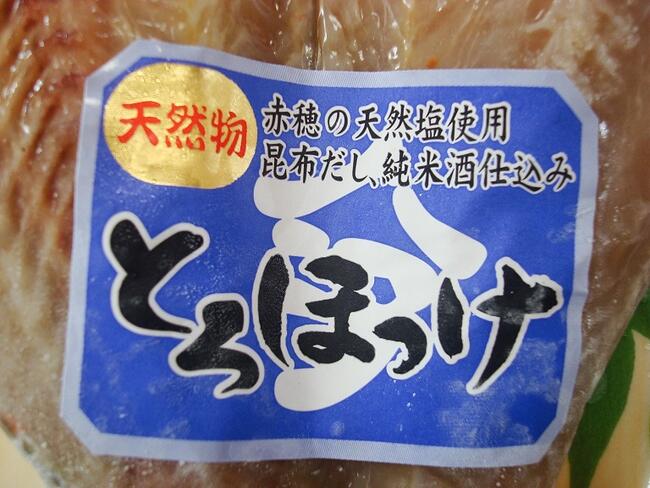 天然物
赤穂の天然塩使用
昆布だし、純米酒仕込み
とろほっけ